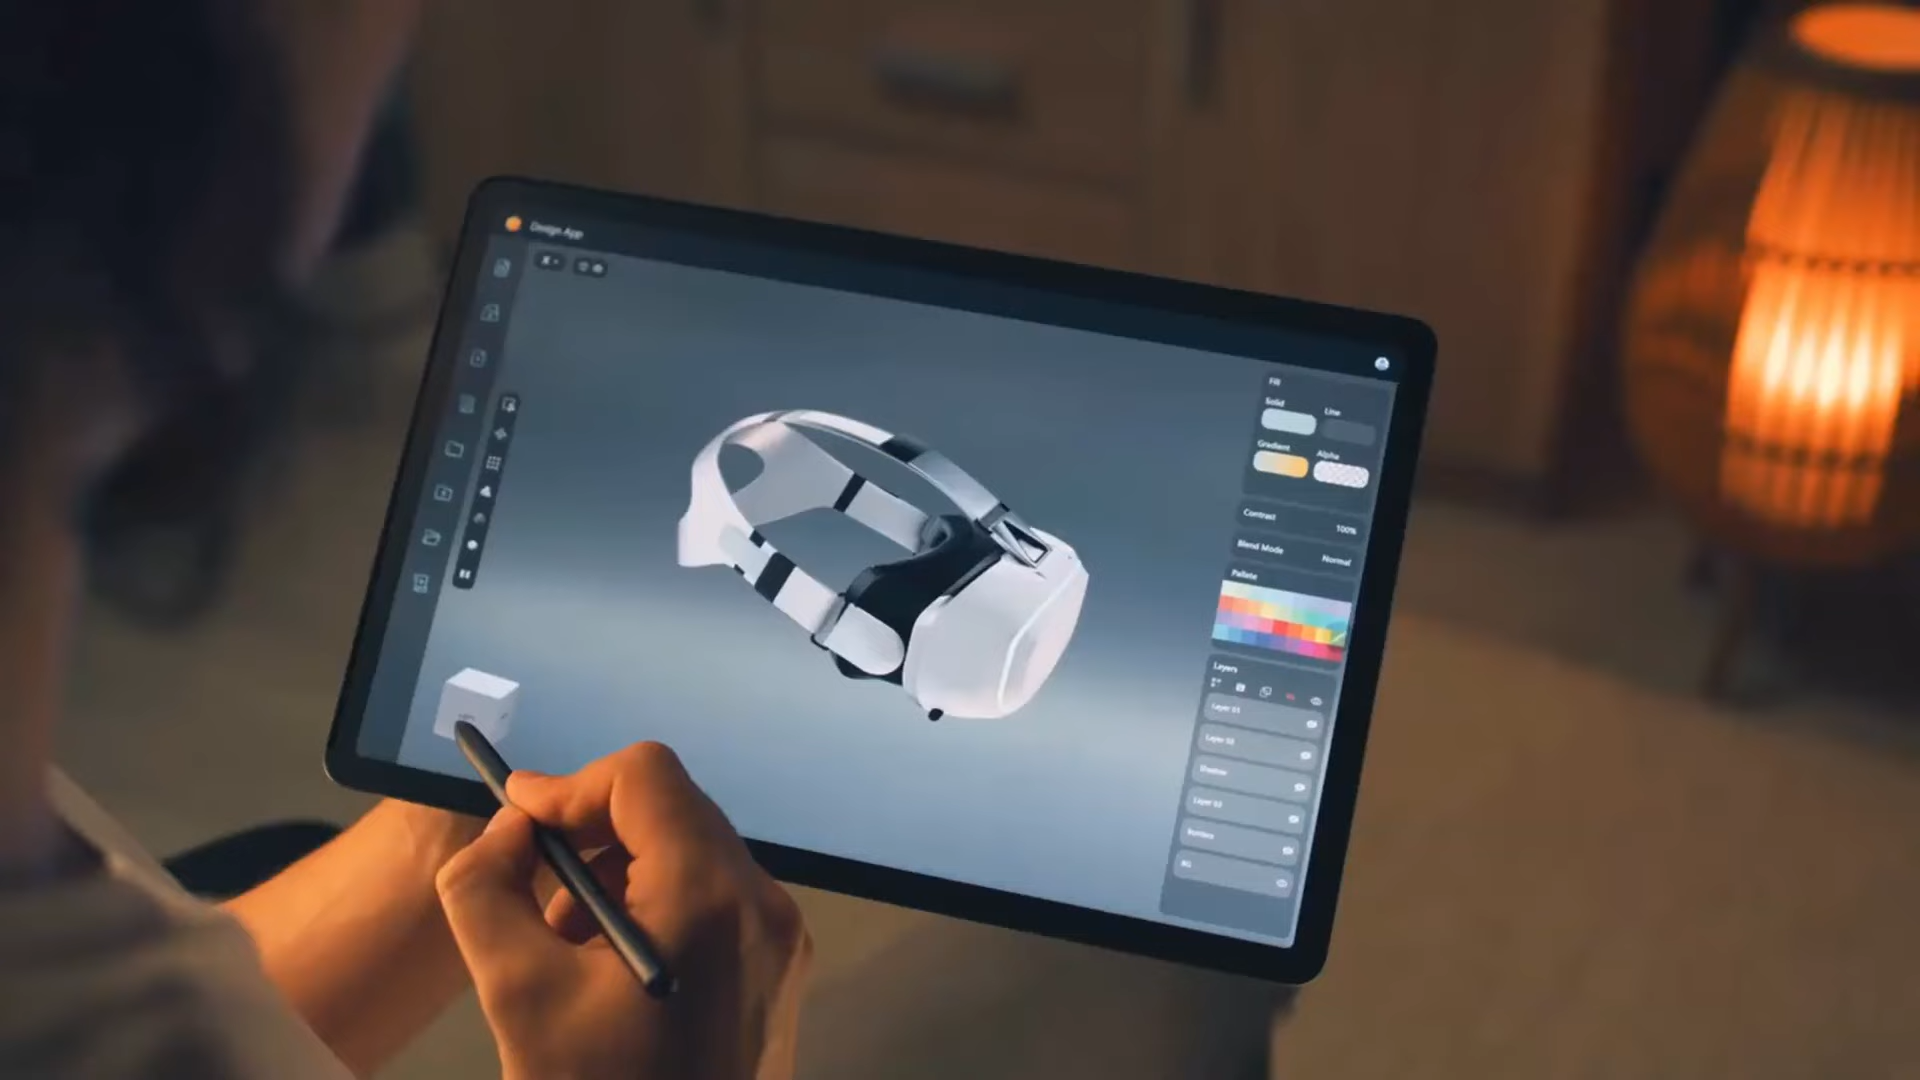 Design App
Fill
Solid
Line
Gradient
Alpha
Contrast
100%
Blend Mode
Normal
Pallete
Layers
Layer 01
Layer 02
Shadow
Layer 03
BG